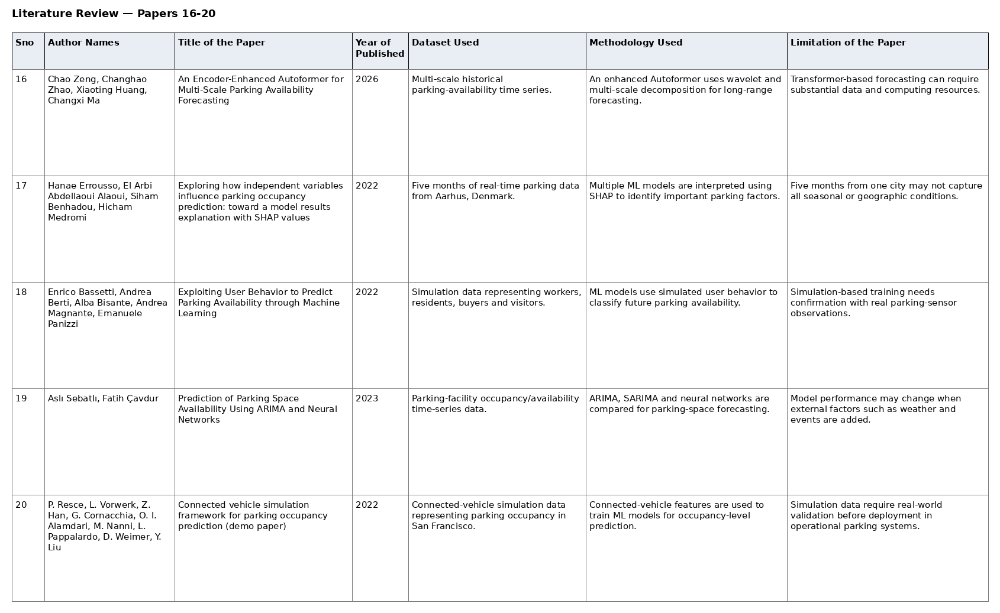 Literature Review — Papers 16-20
Sno
Author Names
Title of the Paper
Year of
Published
Dataset Used
Methodology Used
Limitation of the Paper
16
Chao Zeng, Changhao
Zhao, Xiaoting Huang,
Changxi Ma
An Encoder-Enhanced Autoformer for
Multi-Scale Parking Availability
Forecasting
2026
Multi-scale historical
parking-availability time series.
An enhanced Autoformer uses wavelet and
multi-scale decomposition for long-range
forecasting.
Transformer-based forecasting can require
substantial data and computing resources.
17
Hanae Errousso, El Arbi
Abdellaoui Alaoui, Siham
Benhadou, Hicham
Medromi
Exploring how independent variables
influence parking occupancy
prediction: toward a model results
explanation with SHAP values
2022
Five months of real-time parking data
from Aarhus, Denmark.
Multiple ML models are interpreted using
SHAP to identify important parking factors.
Five months from one city may not capture
all seasonal or geographic conditions.
18
Enrico Bassetti, Andrea
Berti, Alba Bisante, Andrea
Magnante, Emanuele
Panizzi
Exploiting User Behavior to Predict
Parking Availability through Machine
Learning
2022
Simulation data representing workers,
residents, buyers and visitors.
ML models use simulated user behavior to
classify future parking availability.
Simulation-based training needs
confirmation with real parking-sensor
observations.
19
Aslı Sebatlı, Fatih Çavdur
Prediction of Parking Space
Availability Using ARIMA and Neural
Networks
2023
Parking-facility occupancy/availability
time-series data.
ARIMA, SARIMA and neural networks are
compared for parking-space forecasting.
Model performance may change when
external factors such as weather and
events are added.
20
P. Resce, L. Vorwerk, Z.
Han, G. Cornacchia, O. I.
Alamdari, M. Nanni, L.
Pappalardo, D. Weimer, Y.
Liu
Connected vehicle simulation
framework for parking occupancy
prediction (demo paper)
2022
Connected-vehicle simulation data
representing parking occupancy in
San Francisco.
Connected-vehicle features are used to
train ML models for occupancy-level
prediction.
Simulation data require real-world
validation before deployment in
operational parking systems.